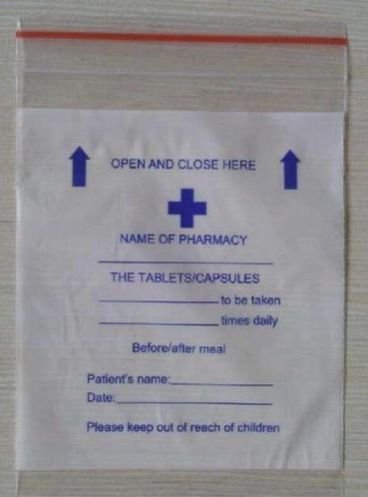 OPEN AND CLOSE HERE
NAME OF PHARMACY
THE TABLETS/CAPSULES
to be taken
times daily
Before/after meal
Patient's name:
Date:
Please keep out of reach of children